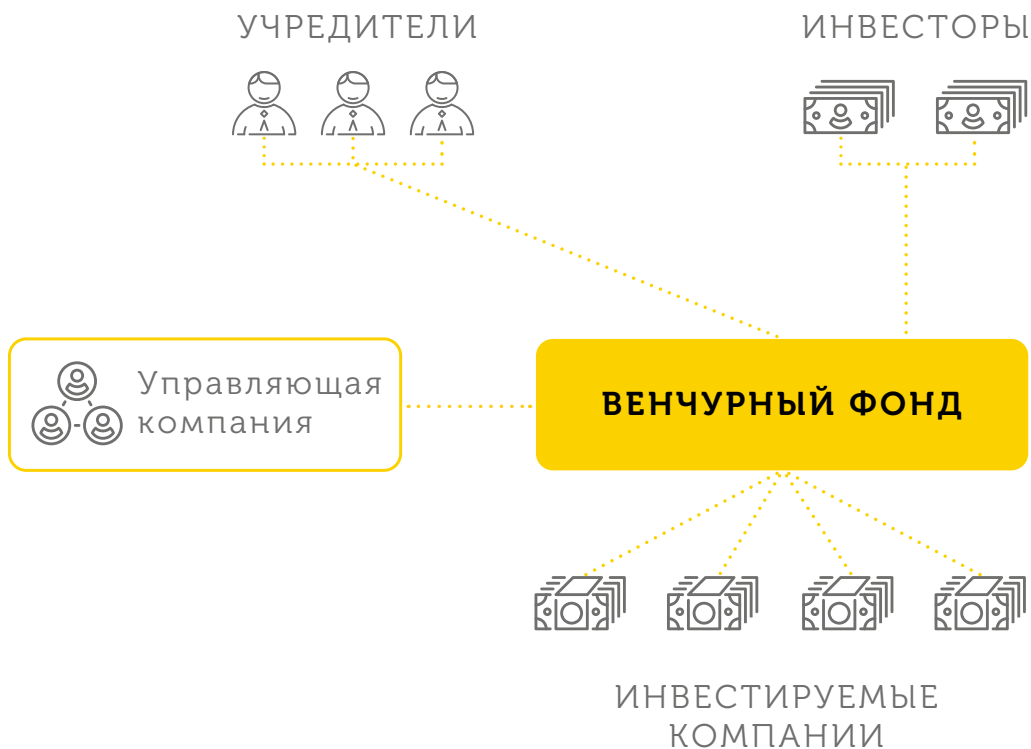 УЧРЕДИТЕЛИ
ИНВЕСТОРЫ
Управляющая
компания
ВЕНЧУРНЫЙ ФОНД
ИНВЕСТИРУЕМЫЕ
КОМПАНИИ